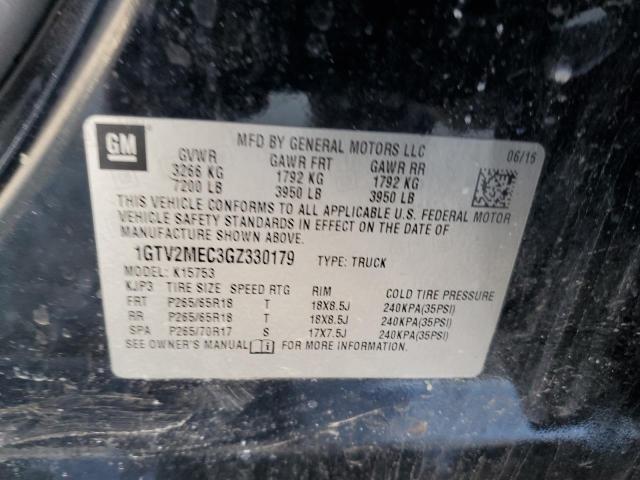 GM
MFD BY GENERAL MOTORS LLC
06/16
GVWR GAWR FRT GAWR RR
3266 KG 1792 KG 1792 KG
7200 LB 3950 LB 3950 LB
THIS VEHICLE CONFORMS TO ALL APPLICABLE U.S. FEDERAL MOTOR
VEHICLE SAFETY STANDARDS IN EFFECT ON THE DATE OF
MANUFACTURE SHOWN ABOVE.
1GTV2MEC3GZ330179 TYPE: TRUCK
MODEL: K15753
KJP3 TIRE SIZE SPEED RTG RIM COLD TIRE PRESSURE
FRT P265/65R18 T 18X8.5J 240KPA(35PSI)
RR P265/65R18 T 18X8.5J 240KPA(35PSI)
SPA P265/70R17 S 17X7.5J 240KPA(35PSI)
SEE OWNER'S MANUAL FOR MORE INFORMATION.